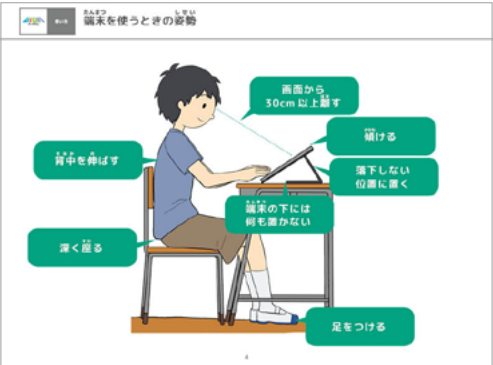 端末を使うときの姿勢
画面から
30cm以上離す
傾ける
背中を伸ばす
落下しない
位置に置く
端末の下には
何も置かない
深く座る
足をつける